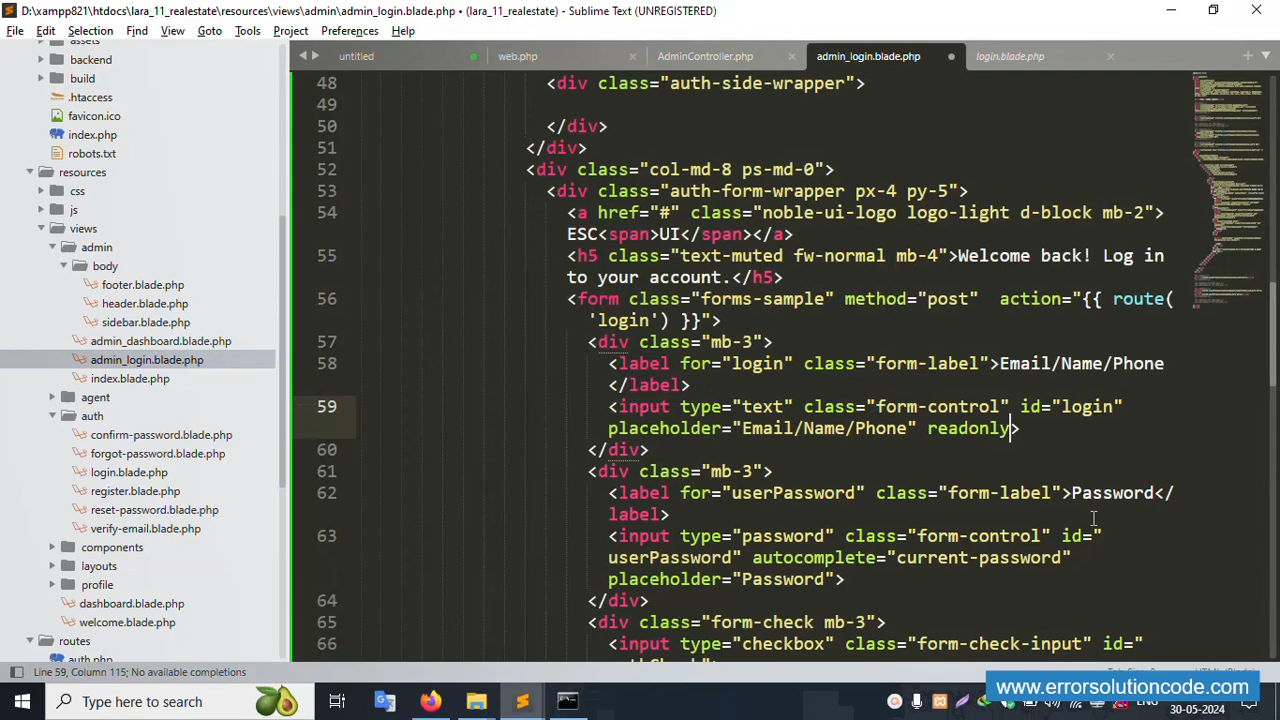 D:\xampp821\htdocs\lara_11_realestate\resources\views\admin\admin_login.blade.php • (lara_11_realestate) - Sublime Text (UNREGISTERED)
File Edit Selection Find View Goto Tools Project Preferences Help
untitled web.php AdminController.php admin_login.blade.php login.blade.php
assets
backend
build
.htaccess
favicon.ico
index.php
robots.txt
resources
css
js
views
admin
body
footer.blade.php
header.blade.php
sidebar.blade.php
admin_dashboard.blade.php
admin_login.blade.php
index.blade.php
agent
auth
confirm-password.blade.php
forgot-password.blade.php
login.blade.php
register.blade.php
reset-password.blade.php
verify-email.blade.php
components
layouts
profile
dashboard.blade.php
welcome.blade.php
routes
auth.php
48 <div class="auth-side-wrapper">
49
50 </div>
51 </div>
52 <div class="col-md-8 ps-md-0">
53 <div class="auth-form-wrapper px-4 py-5">
54 <a href="#" class="noble-ui-logo logo-light d-block mb-2">
ESC<span>UI</span></a>
55 <h5 class="text-muted fw-normal mb-4">Welcome back! Log in
to your account.</h5>
56 <form class="forms-sample" method="post"  action="{{ route(
'login') }}">
57 <div class="mb-3">
58 <label for="login" class="form-label">Email/Name/Phone
</label>
59 <input type="text" class="form-control" id="login"
placeholder="Email/Name/Phone" readonly>
60 </div>
61 <div class="mb-3">
62 <label for="userPassword" class="form-label">Password</
label>
63 <input type="password" class="form-control" id="
userPassword" autocomplete="current-password"
placeholder="Password">
64 </div>
65 <div class="form-check mb-3">
66 <input type="checkbox" class="form-check-input" id="
Line 59, Column 115; No available completions
www.errorsolutioncode.com
Type here to search
ENG
30-05-2024